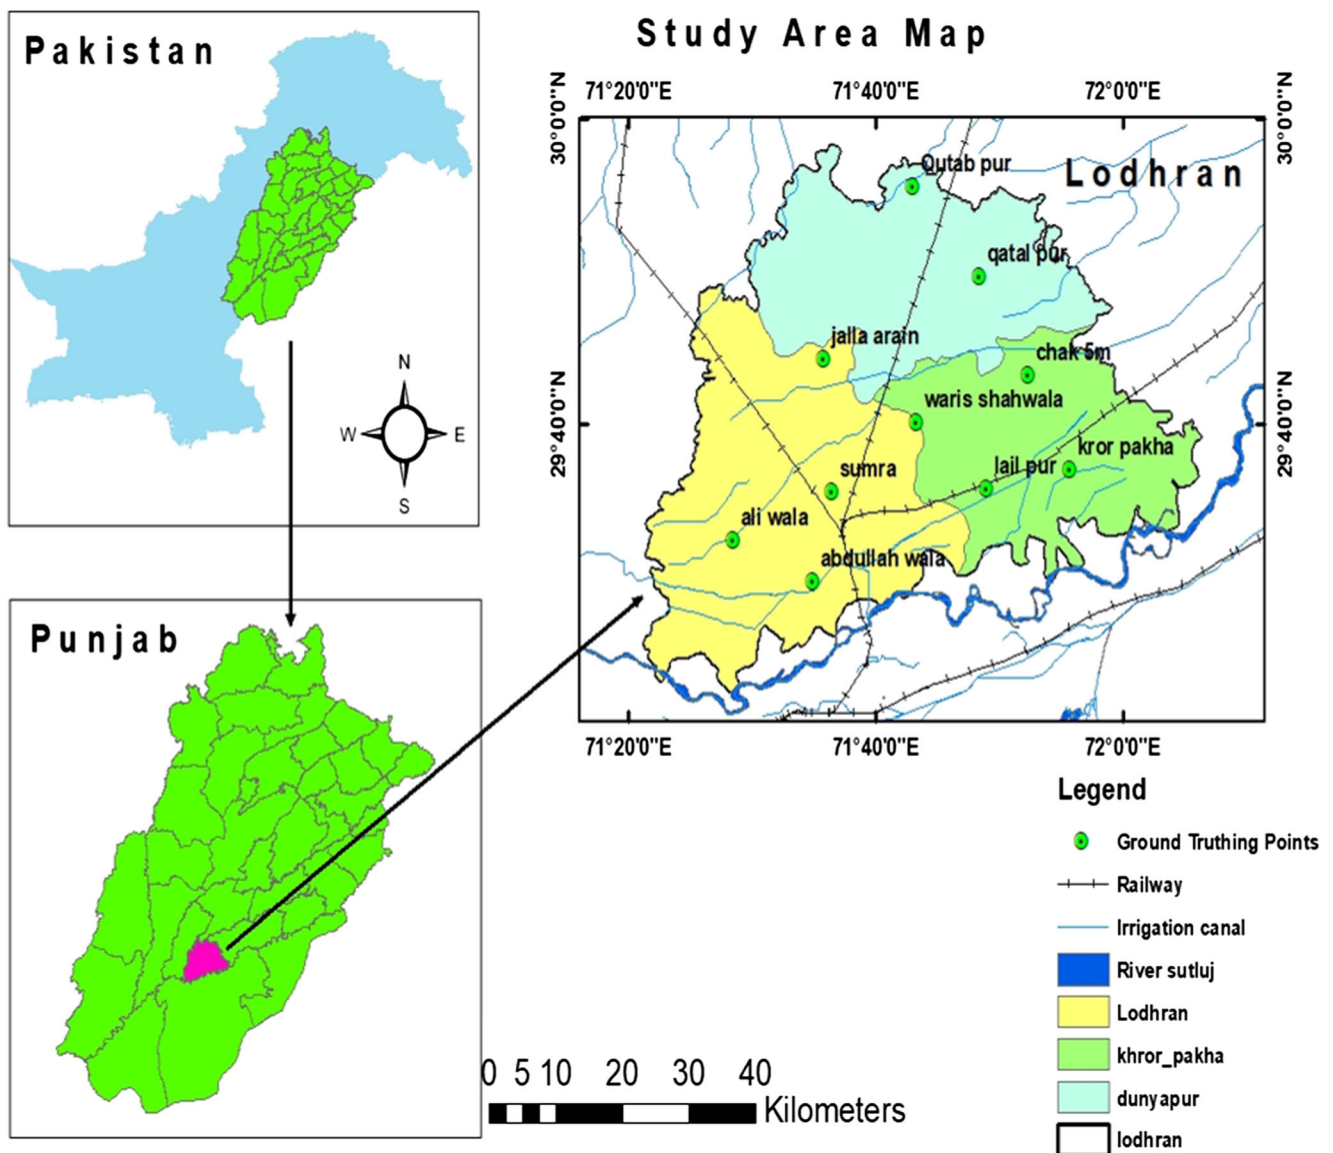 Pakistan
N
W
E
S
Punjab
Study Area Map
71°20'0"E
71°40'0"E
72°0'0"E
30°0'0"N
30°0'0"N
Lodhran
Qutab pur
qatal pur
jalla arain
chak 5m
waris shahwala
29°40'0"N
29°40'0"N
kror pakha
lail pur
sumra
ali wala
abdullah wala
71°20'0"E
71°40'0"E
72°0'0"E
Legend
Ground Truthing Points
Railway
Irrigation canal
River sutluj
Lodhran
khror_pakha
dunyapur
lodhran
0 5 10 20 30 40
Kilometers